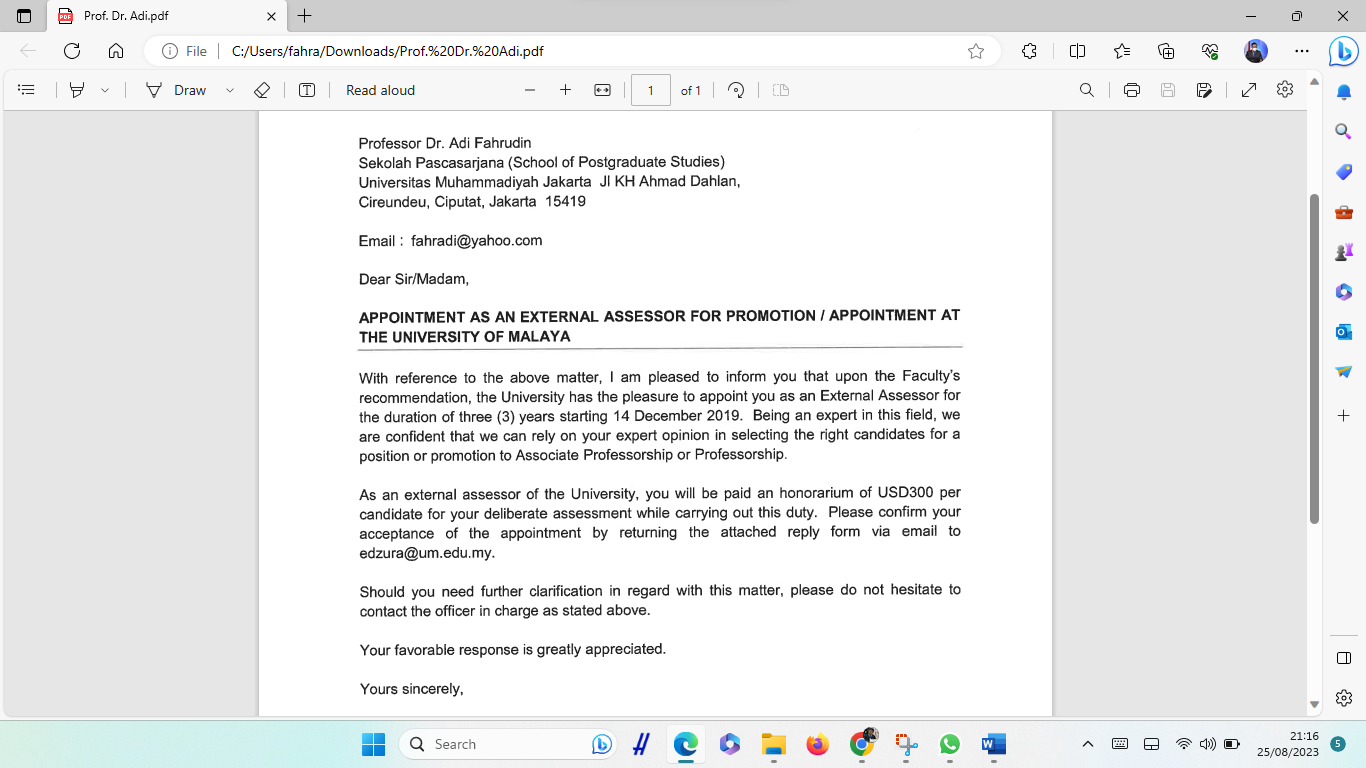 Prof. Dr. Adi.pdf
File
C:/Users/fahra/Downloads/Prof.%20Dr.%20Adi.pdf
Draw
Read aloud
1
of 1
Professor Dr. Adi Fahrudin
Sekolah Pascasarjana (School of Postgraduate Studies)
Universitas Muhammadiyah Jakarta Jl KH Ahmad Dahlan,
Cireundeu, Ciputat, Jakarta 15419
Email : fahradi@yahoo.com
Dear Sir/Madam,
APPOINTMENT AS AN EXTERNAL ASSESSOR FOR PROMOTION / APPOINTMENT AT
THE UNIVERSITY OF MALAYA
With reference to the above matter, I am pleased to inform you that upon the Faculty's
recommendation, the University has the pleasure to appoint you as an External Assessor for
the duration of three (3) years starting 14 December 2019. Being an expert in this field, we
are confident that we can rely on your expert opinion in selecting the right candidates for a
position or promotion to Associate Professorship or Professorship.
As an external assessor of the University, you will be paid an honorarium of USD300 per
candidate for your deliberate assessment while carrying out this duty. Please confirm your
acceptance of the appointment by returning the attached reply form via email to
edzura@um.edu.my.
Should you need further clarification in regard with this matter, please do not hesitate to
contact the officer in charge as stated above.
Your favorable response is greatly appreciated.
Yours sincerely,
Search
21:16
25/08/2023
5